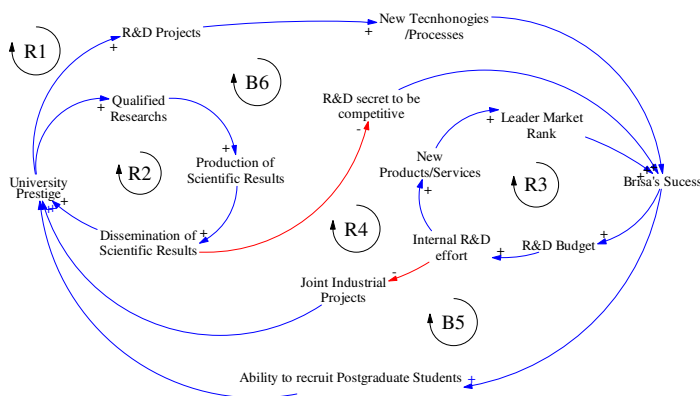 R1
R&D Projects
New Tecnhonogies
/Processes
+
+
B6
Qualified
Researchs
+
R&D secret to be
competitive
-
Leader Market
Rank
+
+
Production of
Scientific Results
R2
New
Products/Services
+
R3
University
Prestige
+
+
Brisa's Sucess
+
Dissemination of
Scientific Results
+
R4
Internal R&D
effort
+
R&D Budget
+
Joint Industrial
Projects
-
B5
Ability to recruit Postgraduate Students
+